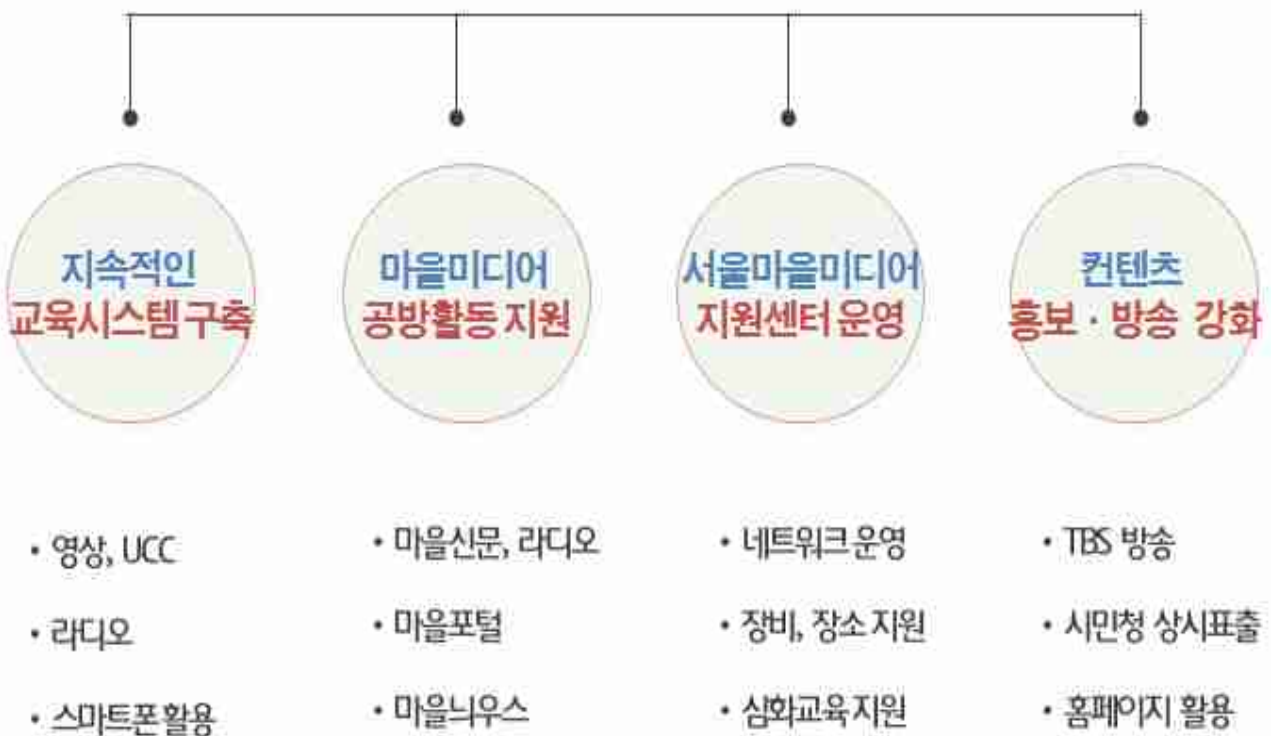 지속적인
교육시스템 구축
마을미디어
공방활동 지원
서울마을미디어
지원센터 운영
컨텐츠
홍보 · 방송 강화
• 영상, UCC
• 라디오
• 스마트폰 활용
• 마을신문, 라디오
• 마을포털
• 마을늬우스
• 네트워크 운영
• 장비, 장소 지원
• 심화교육 지원
• TBS 방송
• 시민청 상시표출
• 홈페이지 활용